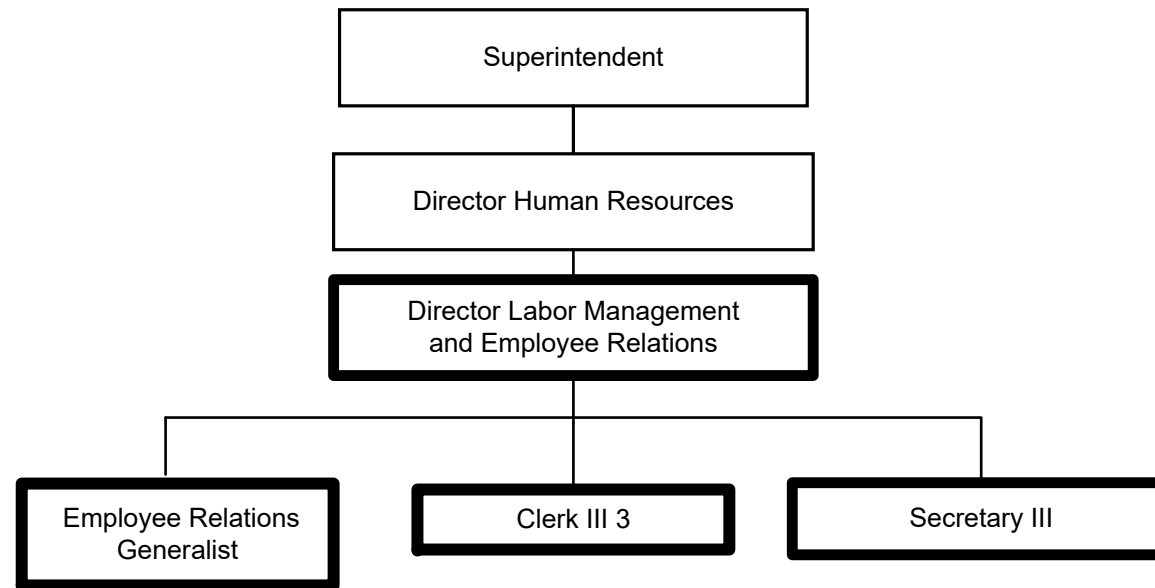 Superintendent
Director Human Resources
Director Labor Management
and Employee Relations
Employee Relations
Generalist
Clerk III 3
Secretary III